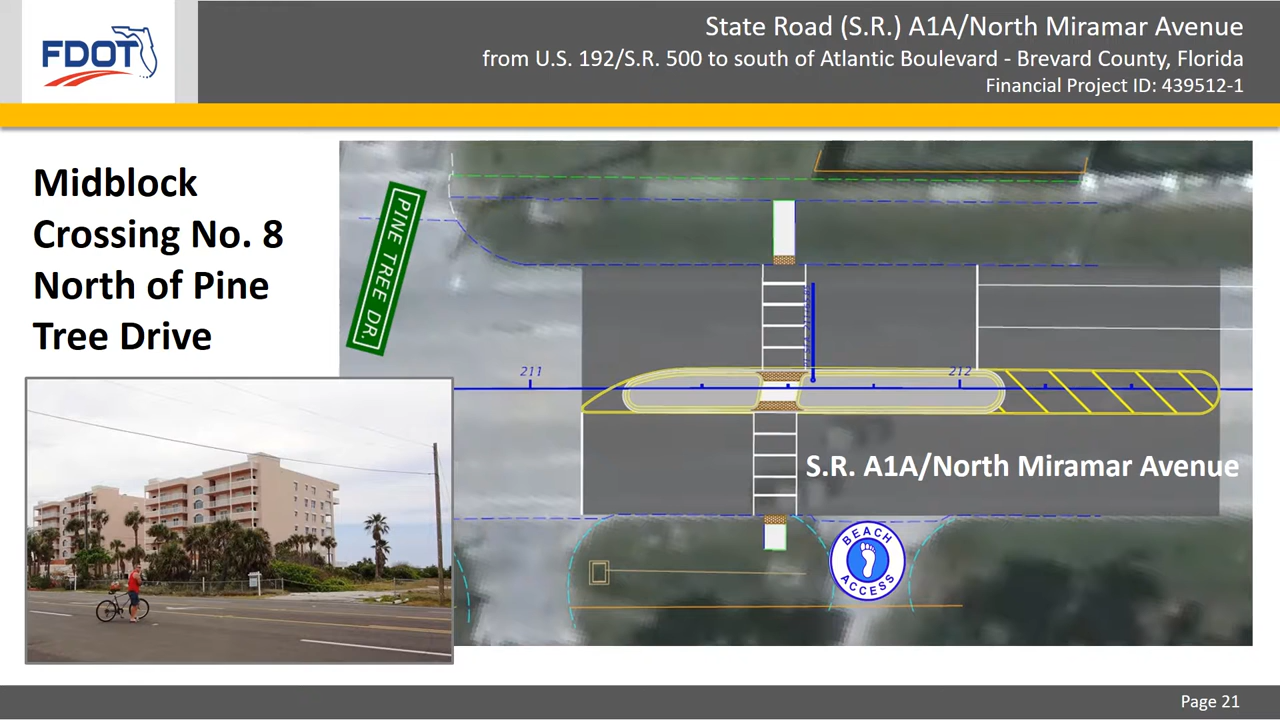 FDOT
State Road (S.R.) A1A/North Miramar Avenue
from U.S. 192/S.R. 500 to south of Atlantic Boulevard - Brevard County, Florida
Financial Project ID: 439512-1
Midblock
Crossing No. 8
North of Pine
Tree Drive
PINE TREE DR.
211
212
S.R. A1A/North Miramar Avenue
BEACH
ACCESS
Page 21